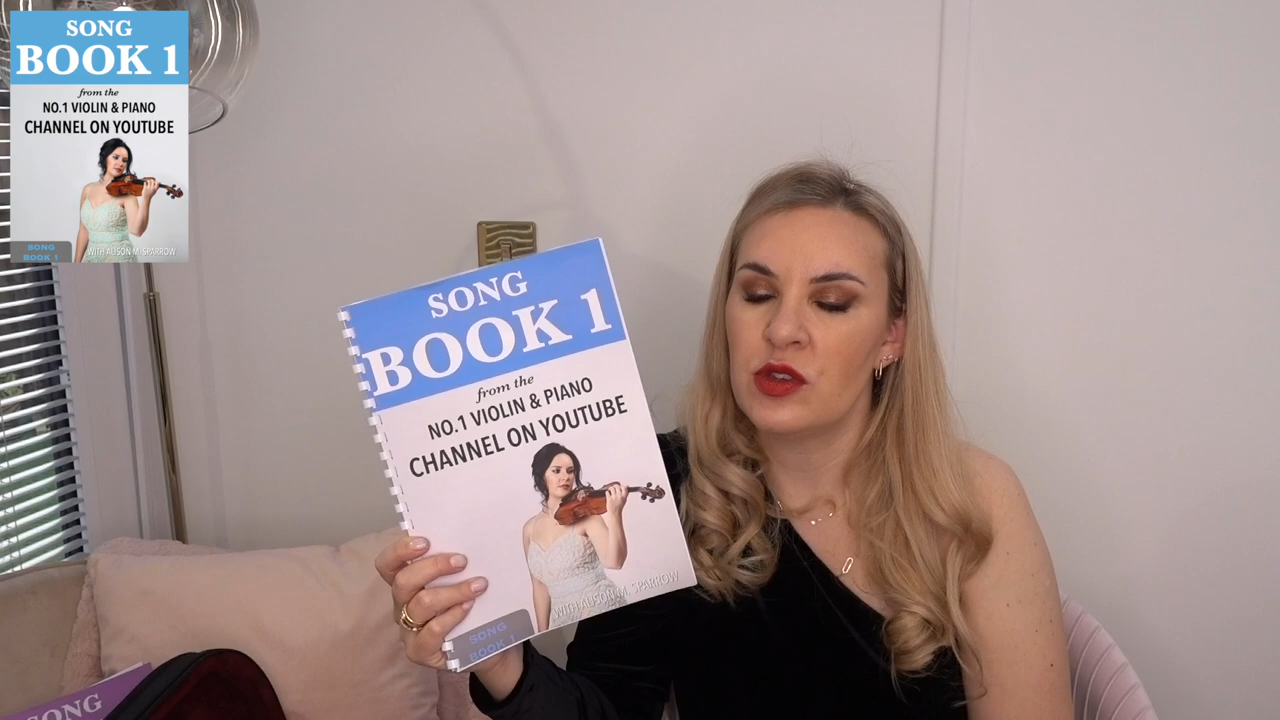 SONG
BOOK 1
from the
NO.1 VIOLIN & PIANO
CHANNEL ON YOUTUBE
WITH ALISON M. SPARROW
SONG
BOOK 1
SONG
BOOK 1
from the
NO.1 VIOLIN & PIANO
CHANNEL ON YOUTUBE
WITH ALISON M. SPARROW
SONG
BOOK 1
SONG